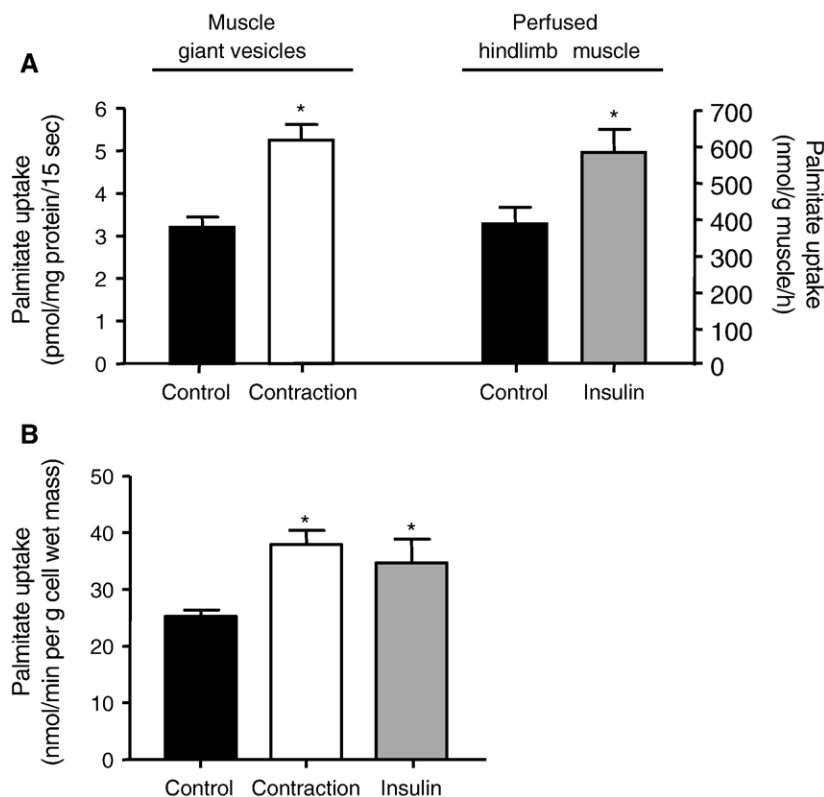 A
Muscle
giant vesicles
Perfused
hindlimb muscle
Palmitate uptake
(pmol/mg protein/15 sec)
6
5
4
3
2
1
0
*
*
700
600
500
400
300
200
100
0
Palmitate uptake
(nmol/g muscle/h)
Control
Contraction
Control
Insulin
B
Palmitate uptake
(nmol/min per g cell wet mass)
50
40
30
20
10
0
*
*
Control
Contraction
Insulin